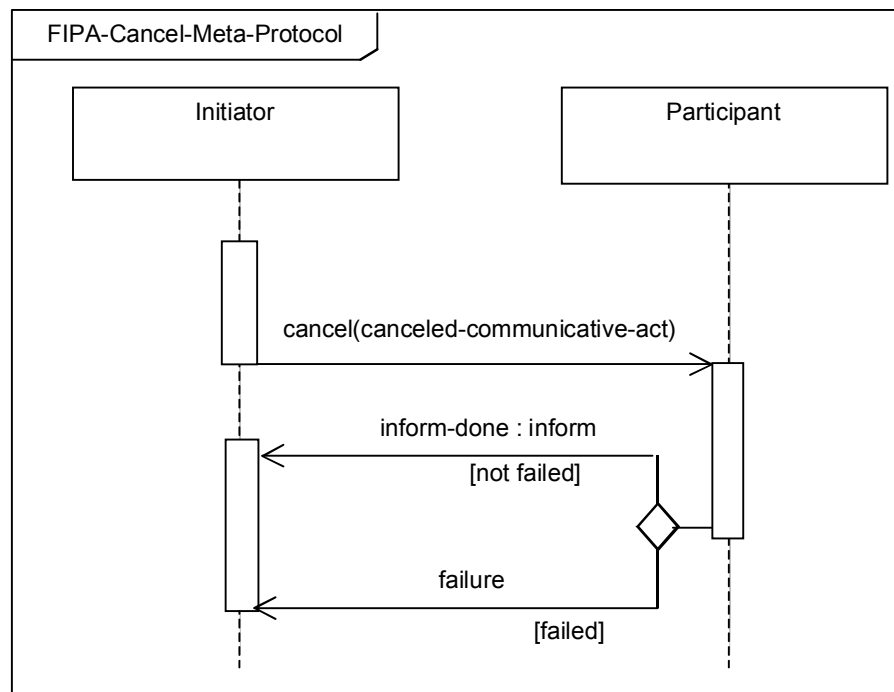 FIPA-Cancel-Meta-Protocol
Initiator
Participant
cancel(canceled-communicative-act)
inform-done : inform
[not failed]
failure
[failed]